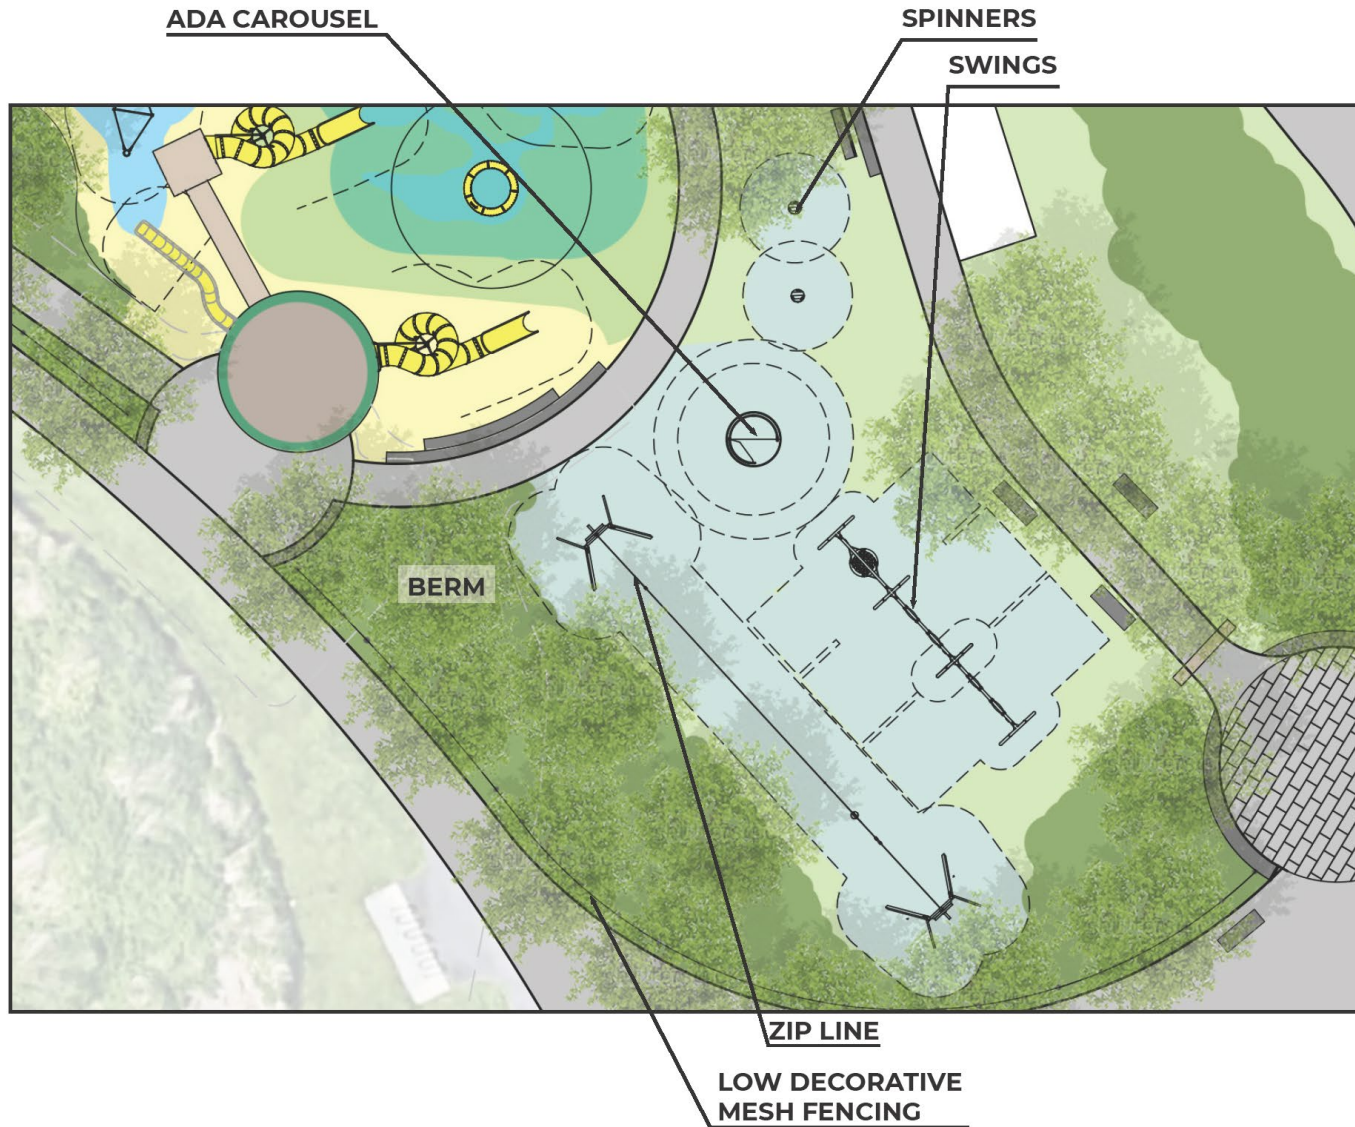 ADA CAROUSEL
SPINNERS
SWINGS
BERM
ZIP LINE
LOW DECORATIVE
MESH FENCING